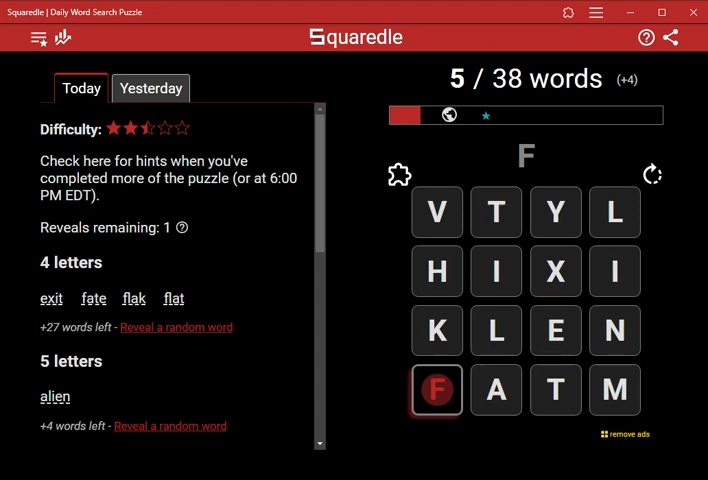 Squaredle | Daily Word Search Puzzle
Squaredle
Today
Yesterday
Difficulty:
Check here for hints when you've
completed more of the puzzle (or at 6:00
PM EDT).
Reveals remaining: 1
4 letters
exit fate flak flat
+27 words left - Reveal a random word
5 letters
alien
+4 words left - Reveal a random word
5 / 38 words (+4)
F
V T Y L
H I X I
K L E N
F A T M
remove ads